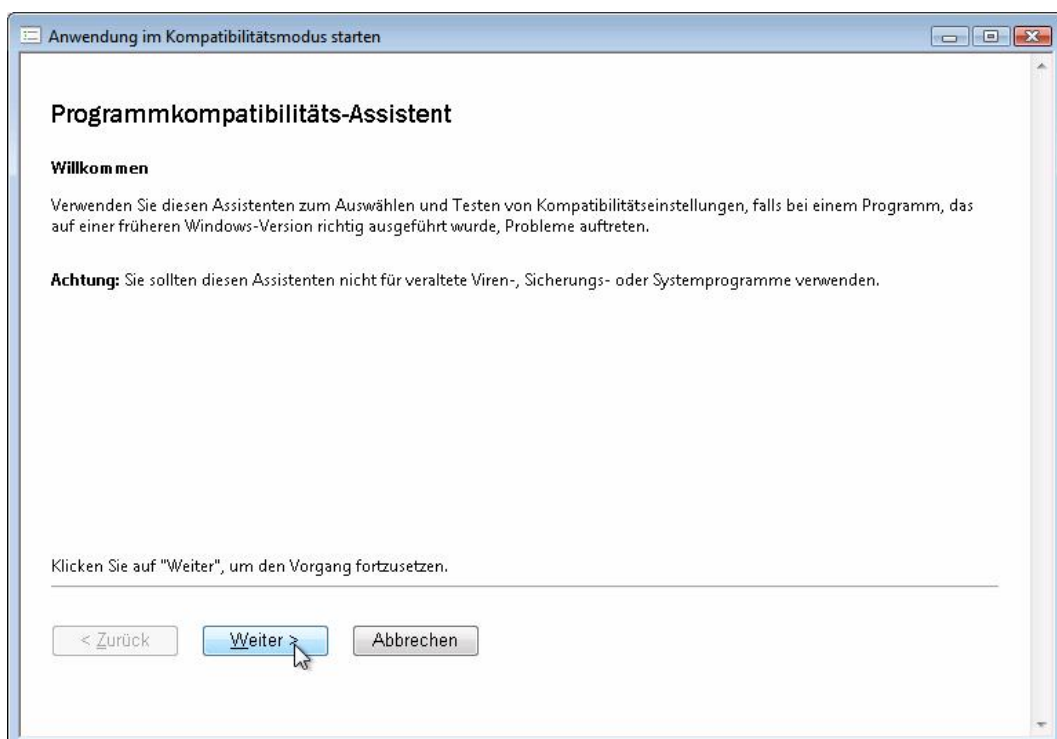 Anwendung im Kompatibilitätsmodus starten
Programmkompatibilitäts-Assistent
Willkommen
Verwenden Sie diesen Assistenten zum Auswählen und Testen von Kompatibilitätseinstellungen, falls bei einem Programm, das
auf einer früheren Windows-Version richtig ausgeführt wurde, Probleme auftreten.
Achtung: Sie sollten diesen Assistenten nicht für veraltete Viren-, Sicherungs- oder Systemprogramme verwenden.
Klicken Sie auf "Weiter", um den Vorgang fortzusetzen.
< Zurück Weiter > Abbrechen